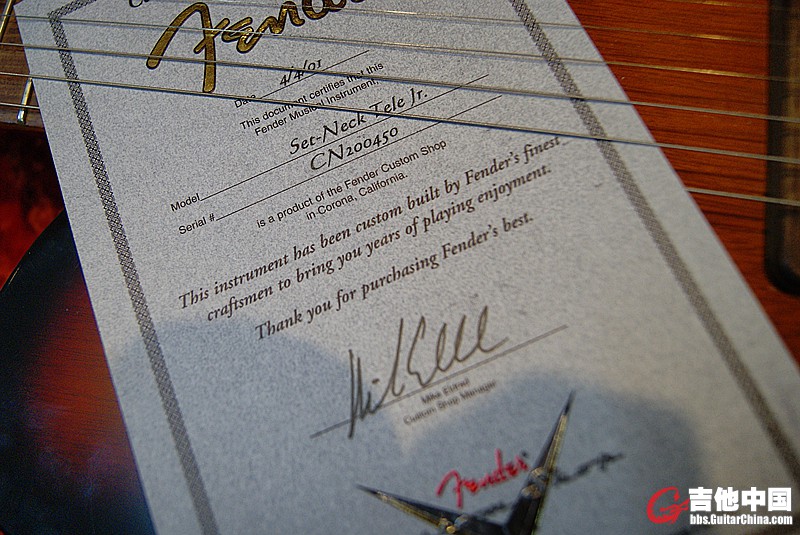 Fender
Date 4/4/01
This document certifies that this
Fender Musical Instrument,
Model Set-Neck Tele Jr.
Serial # CN200450
is a product of the Fender Custom Shop
in Corona, California.
This instrument has been custom built by Fender's finest
craftsmen to bring you years of playing enjoyment.
Thank you for purchasing Fender's best.
Mike Eldred
Mike Eldred
Custom Shop Manager
Fender
吉他中国
bbs.GuitarChina.com